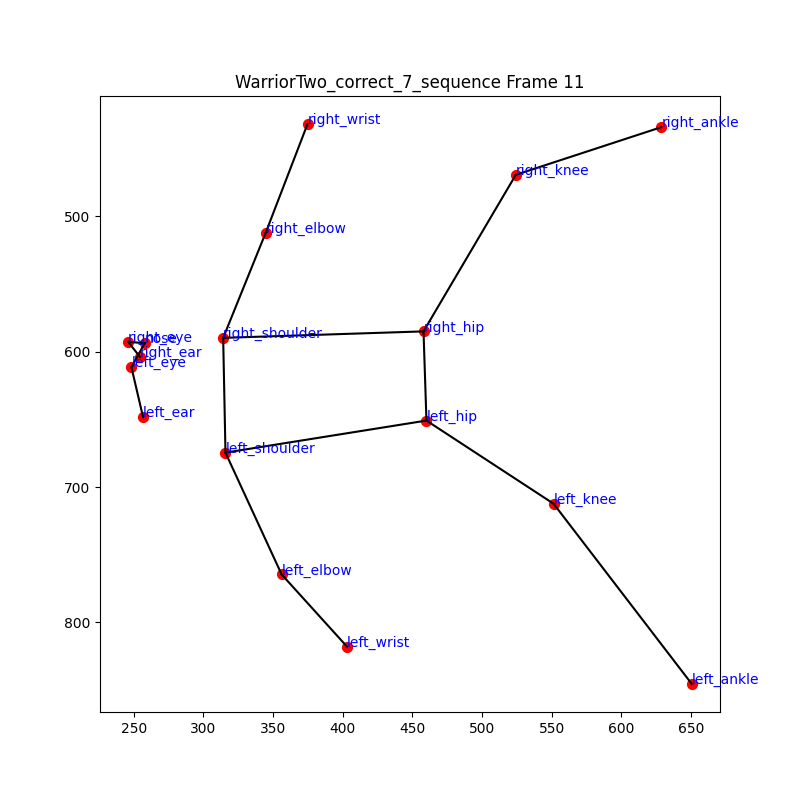 WarriorTwo_correct_7_sequence Frame 11
right_wrist
right_ankle
right_knee
500
right_elbow
right_hip
right_shoulder
right_eye
nose
600
right_ear
left_eye
left_ear
left_hip
left_shoulder
700
left_knee
left_elbow
800
left_wrist
left_ankle
250 300 350 400 450 500 550 600 650